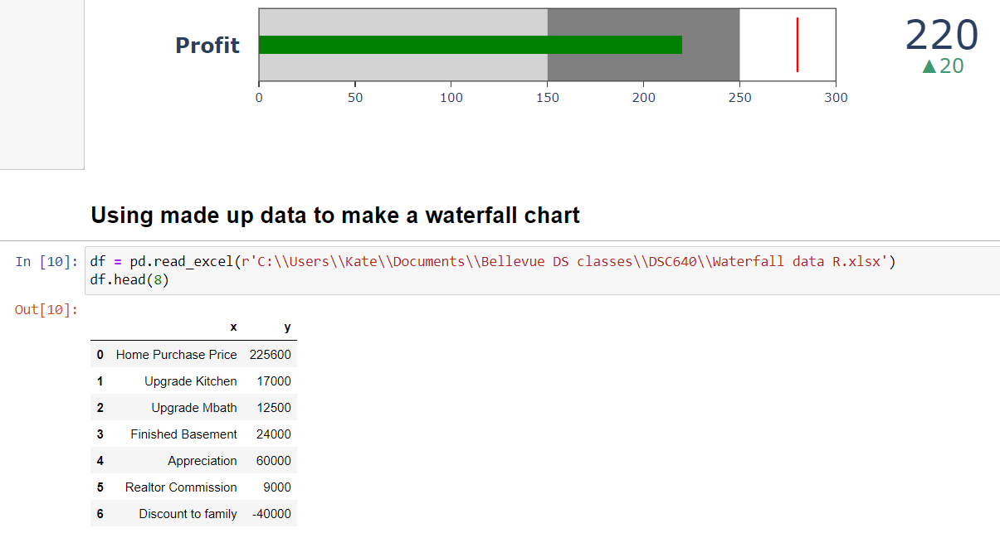 Profit
220
▲20
0 50 100 150 200 250 300
Using made up data to make a waterfall chart
In [10]: df = pd.read_excel(r'C:\\Users\\Kate\\Documents\\Bellevue DS classes\\DSC640\\Waterfall data R.xlsx')
df.head(8)
Out[10]:
x y
0 Home Purchase Price 225600
1 Upgrade Kitchen 17000
2 Upgrade Mbath 12500
3 Finished Basement 24000
4 Appreciation 60000
5 Realtor Commission 9000
6 Discount to family -40000